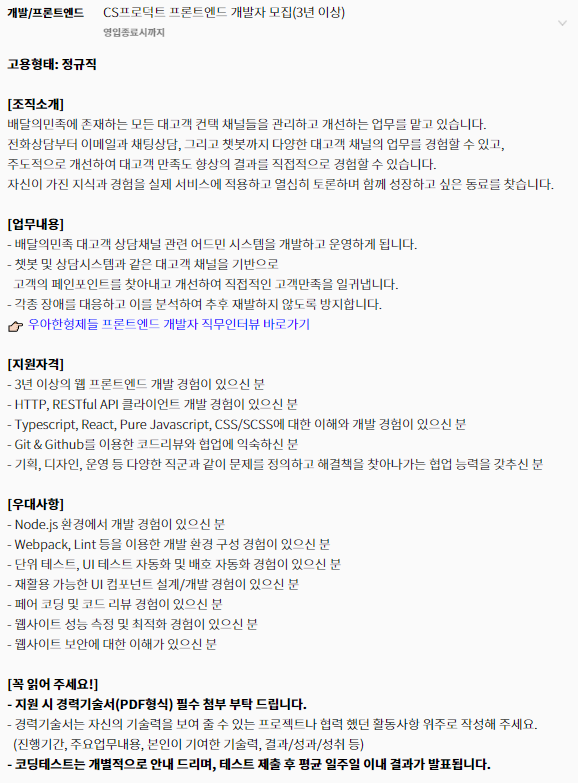 개발/프론트엔드 CS프로덕트 프론트엔드 개발자 모집(3년 이상)
영입종료시까지
고용형태: 정규직
[조직소개]
배달의민족에 존재하는 모든 대고객 컨택 채널들을 관리하고 개선하는 업무를 맡고 있습니다.
전화상담부터 이메일과 채팅상담, 그리고 챗봇까지 다양한 대고객 채널의 업무를 경험할 수 있고,
주도적으로 개선하여 대고객 만족도 향상의 결과를 직접적으로 경험할 수 있습니다.
자신이 가진 지식과 경험을 실제 서비스에 적용하고 열심히 토론하며 함께 성장하고 싶은 동료를 찾습니다.
[업무내용]
- 배달의민족 대고객 상담채널 관련 어드민 시스템을 개발하고 운영하게 됩니다.
- 챗봇 및 상담시스템과 같은 대고객 채널을 기반으로
고객의 페인포인트를 찾아내고 개선하여 직접적인 고객만족을 일궈냅니다.
- 각종 장애를 대응하고 이를 분석하여 추후 재발하지 않도록 방지합니다.
👉 우아한형제들 프론트엔드 개발자 직무인터뷰 바로가기
[지원자격]
- 3년 이상의 웹 프론트엔드 개발 경험이 있으신 분
- HTTP, RESTful API 클라이언트 개발 경험이 있으신 분
- Typescript, React, Pure Javascript, CSS/SCSS에 대한 이해와 개발 경험이 있으신 분
- Git & Github를 이용한 코드리뷰와 협업에 익숙하신 분
- 기획, 디자인, 운영 등 다양한 직군과 같이 문제를 정의하고 해결책을 찾아나가는 협업 능력을 갖추신 분
[우대사항]
- Node.js 환경에서 개발 경험이 있으신 분
- Webpack, Lint 등을 이용한 개발 환경 구성 경험이 있으신 분
- 단위 테스트, UI 테스트 자동화 및 배호 자동화 경험이 있으신 분
- 재활용 가능한 UI 컴포넌트 설계/개발 경험이 있으신 분
- 페어 코딩 및 코드 리뷰 경험이 있으신 분
- 웹사이트 성능 측정 및 최적화 경험이 있으신 분
- 웹사이트 보안에 대한 이해가 있으신 분
[꼭 읽어 주세요!]
- 지원 시 경력기술서(PDF형식) 필수 첨부 부탁 드립니다.
- 경력기술서는 자신의 기술력을 보여 줄 수 있는 프로젝트나 협력 했던 활동사항 위주로 작성해 주세요.
(진행기간, 주요업무내용, 본인이 기여한 기술력, 결과/성과/성취 등)
- 코딩테스트는 개별적으로 안내 드리며, 테스트 제출 후 평균 일주일 이내 결과가 발표됩니다.